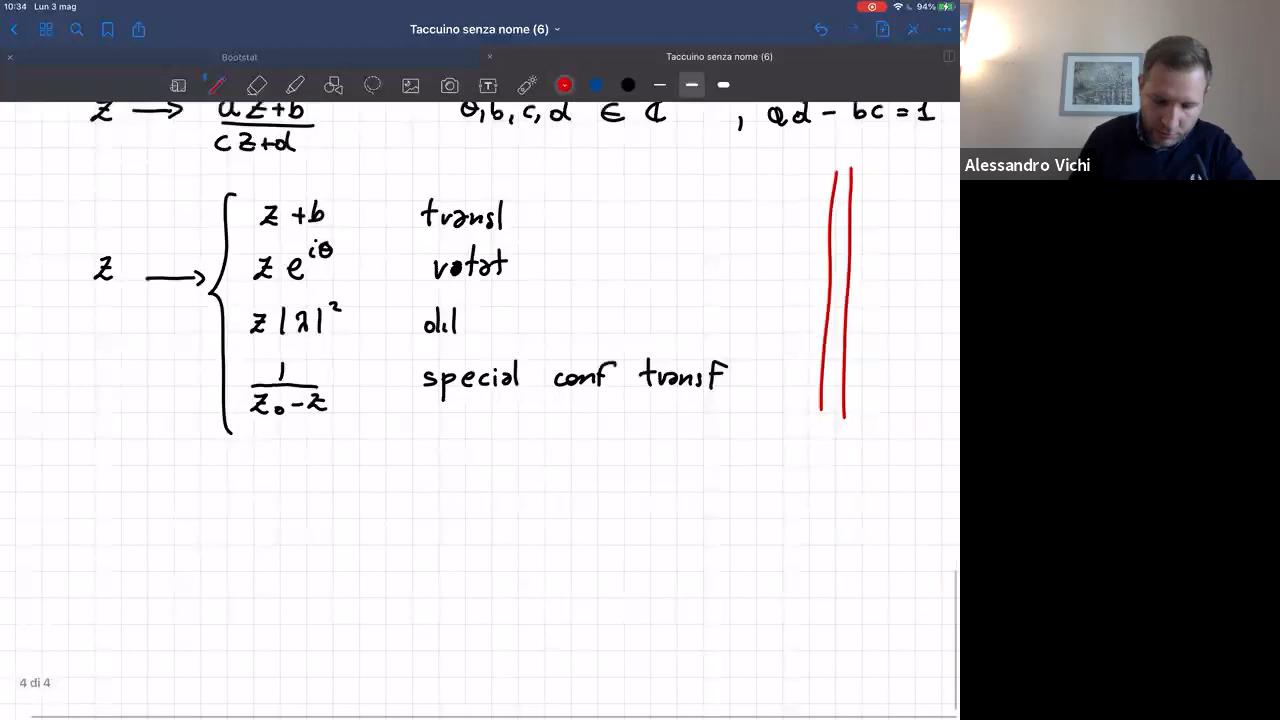 10:34 Lun 3 mag
94%
Taccuino senza nome (6)
Bootstat
Taccuino senza nome (6)
z → az+b / cz+d a,b,c,d ∈ ℂ , ad - bc = 1
z + b transl
z → z e^{iθ} rotat
z |λ|² dil
1 / z₀ - z special conf transf
4 di 4
Alessandro Vichi